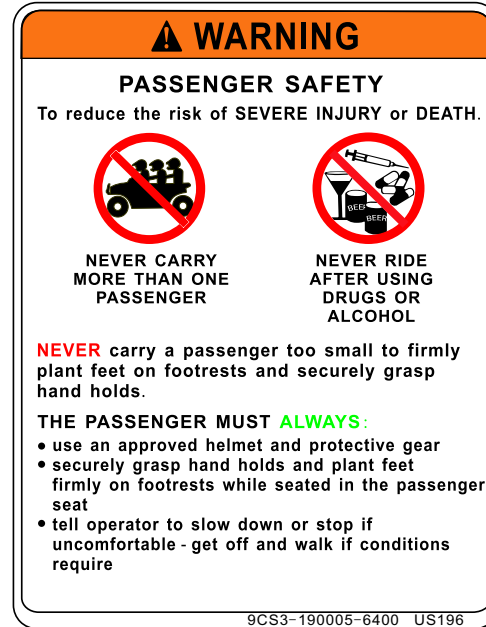 WARNING
PASSENGER SAFETY
To reduce the risk of SEVERE INJURY or DEATH.
BEER
BEER
NEVER CARRY
MORE THAN ONE
PASSENGER
NEVER RIDE
AFTER USING
DRUGS OR
ALCOHOL
NEVER carry a passenger too small to firmly
plant feet on footrests and securely grasp
hand holds.
THE PASSENGER MUST ALWAYS:
• use an approved helmet and protective gear
• securely grasp hand holds and plant feet
firmly on footrests while seated in the passenger
seat
• tell operator to slow down or stop if
uncomfortable - get off and walk if conditions
require
9CS3-190005-6400 US196